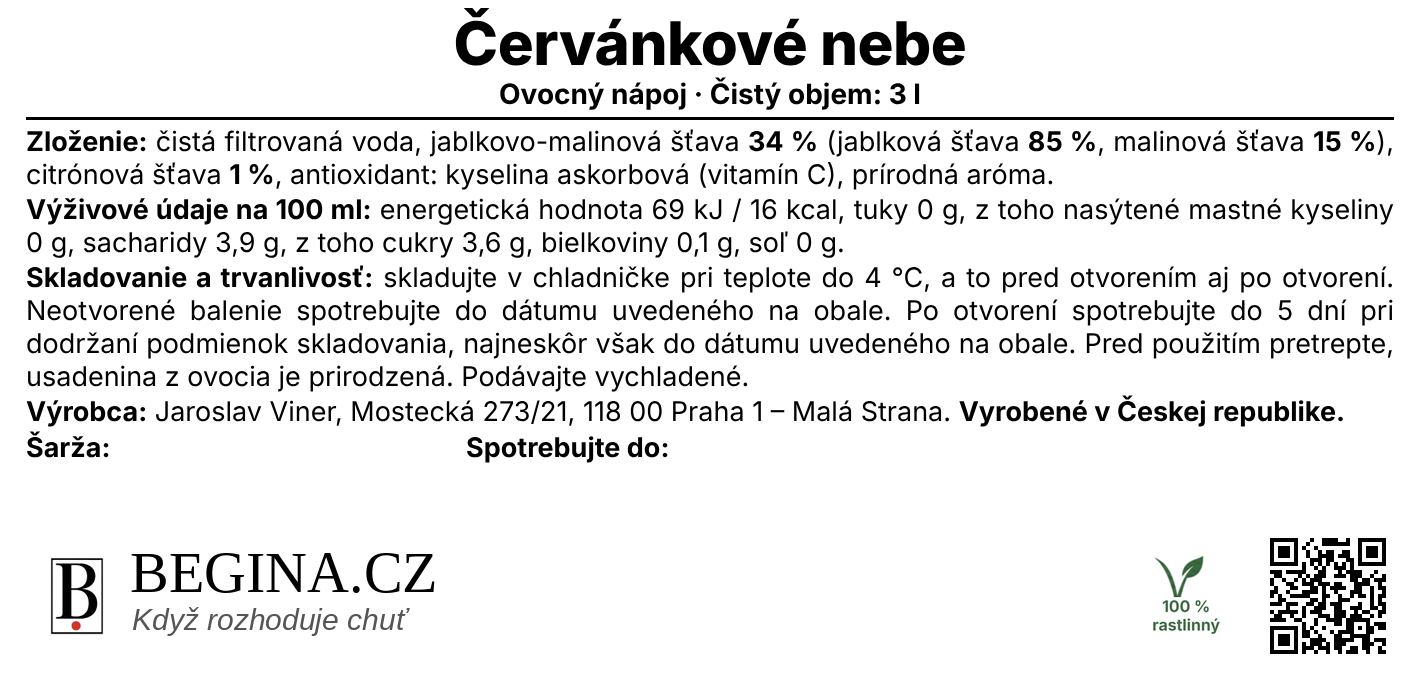 Červánkové nebe
Ovocný nápoj · Čistý objem: 3 l
Zloženie: čistá filtrovaná voda, jablkovo-malinová šťava 34 % (jablková šťava 85 %, malinová šťava 15 %),
citrónová šťava 1 %, antioxidant: kyselina askorbová (vitamín C), prírodná aróma.
Výživové údaje na 100 ml: energetická hodnota 69 kJ / 16 kcal, tuky 0 g, z toho nasýtené mastné kyseliny
0 g, sacharidy 3,9 g, z toho cukry 3,6 g, bielkoviny 0,1 g, soľ 0 g.
Skladovanie a trvanlivosť: skladujte v chladničke pri teplote do 4 °C, a to pred otvorením aj po otvorení.
Neotvorené balenie spotrebujte do dátumu uvedeného na obale. Po otvorení spotrebujte do 5 dní pri
dodržaní podmienok skladovania, najneskôr však do dátumu uvedeného na obale. Pred použitím pretrepte,
usadenina z ovocia je prirodzená. Podávajte vychladené.
Výrobca: Jaroslav Viner, Mostecká 273/21, 118 00 Praha 1 – Malá Strana. Vyrobené v Českej republike.
Šarža: Spotrebujte do:
B BEGINA.CZ
Když rozhoduje chuť
100 %
rastlinný